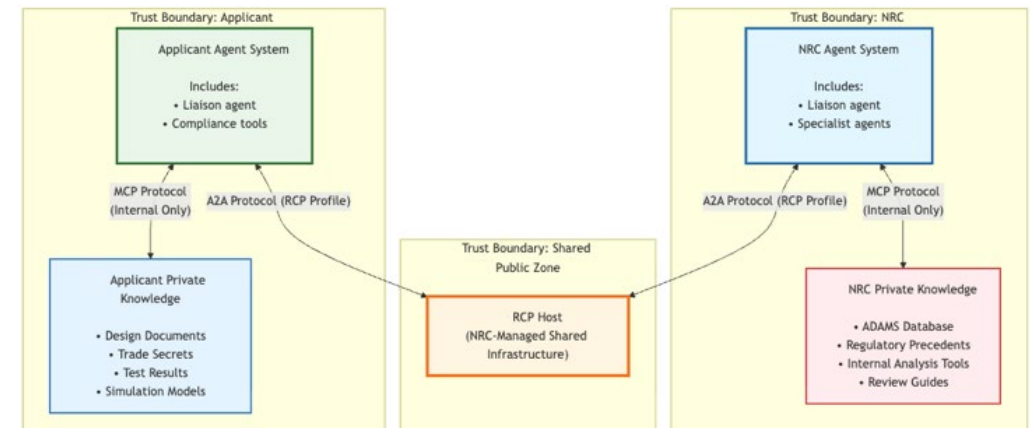 Trust Boundary: Applicant
Applicant Agent System
Includes:
• Liaison agent
• Compliance tools
MCP Protocol
(Internal Only)
A2A Protocol (RCP Profile)
Applicant Private
Knowledge
• Design Documents
• Trade Secrets
• Test Results
• Simulation Models
Trust Boundary: Shared
Public Zone
RCP Host
(NRC-Managed Shared
Infrastructure)
Trust Boundary: NRC
NRC Agent System
Includes:
• Liaison agent
• Specialist agents
A2A Protocol (RCP Profile)
MCP Protocol
(Internal Only)
NRC Private Knowledge
• ADAMS Database
• Regulatory Precedents
• Internal Analysis Tools
• Review Guides